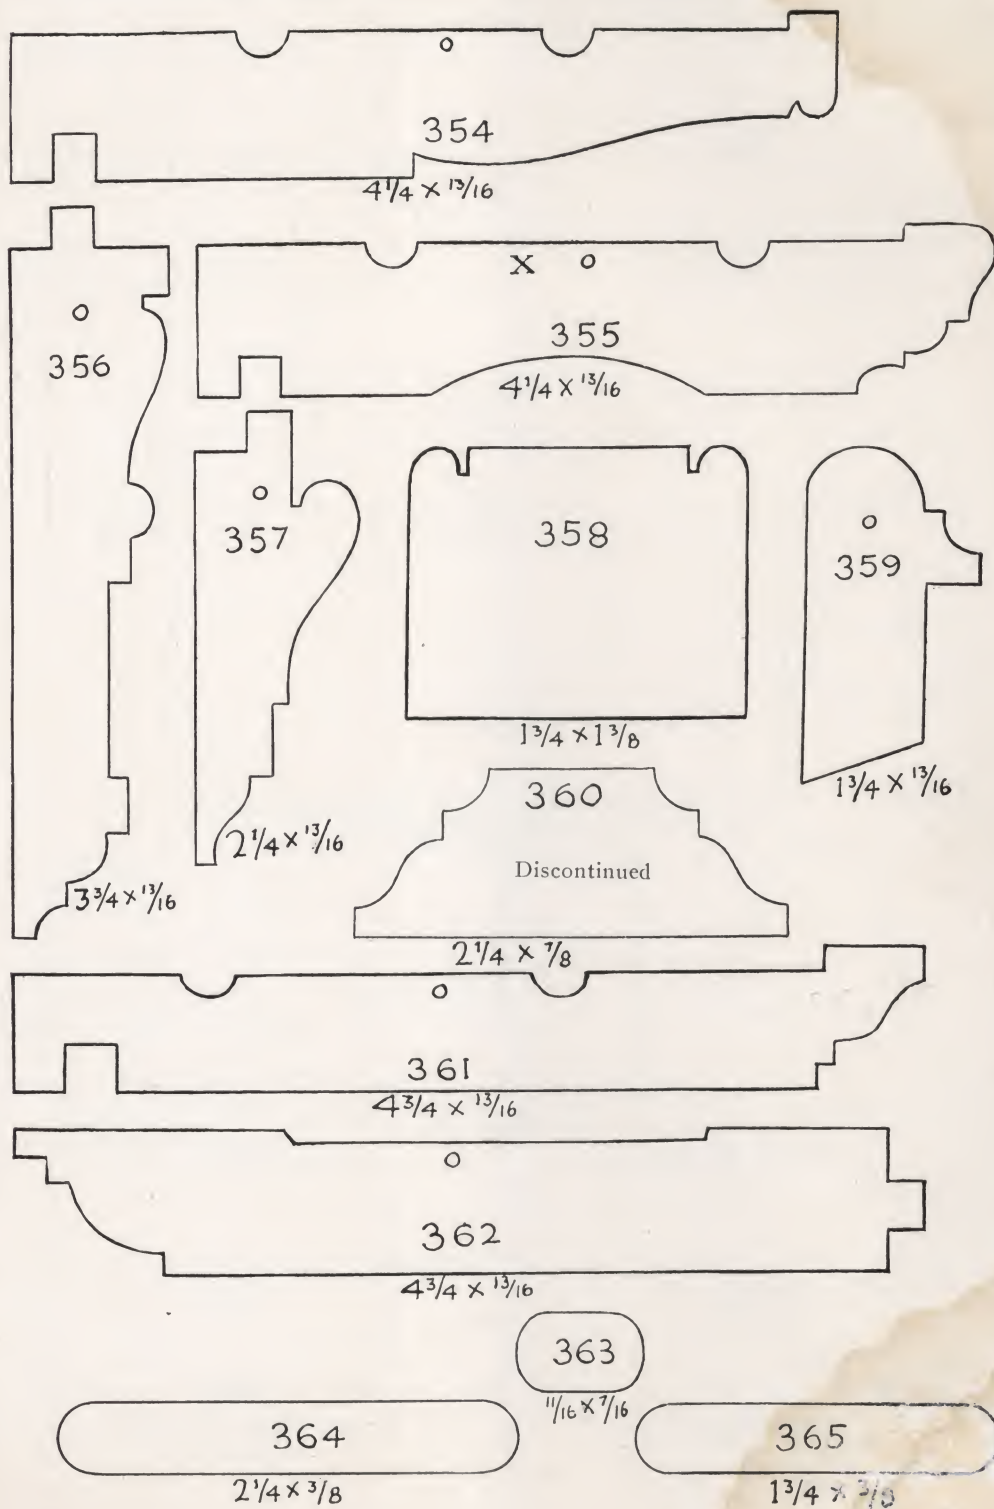 o
354
4 1/4 × 13/16
o
356
3 3/4 × 13/16
X o
355
4 1/4 × 13/16
o
357
2 1/4 × 13/16
358
1 3/4 × 1 3/8
o
359
1 3/4 × 13/16
360
Discontinued
2 1/4 × 7/8
o
361
4 3/4 × 13/16
o
362
4 3/4 × 13/16
363
11/16 × 7/16
364
2 1/4 × 3/8
365
1 3/4 × 3/8